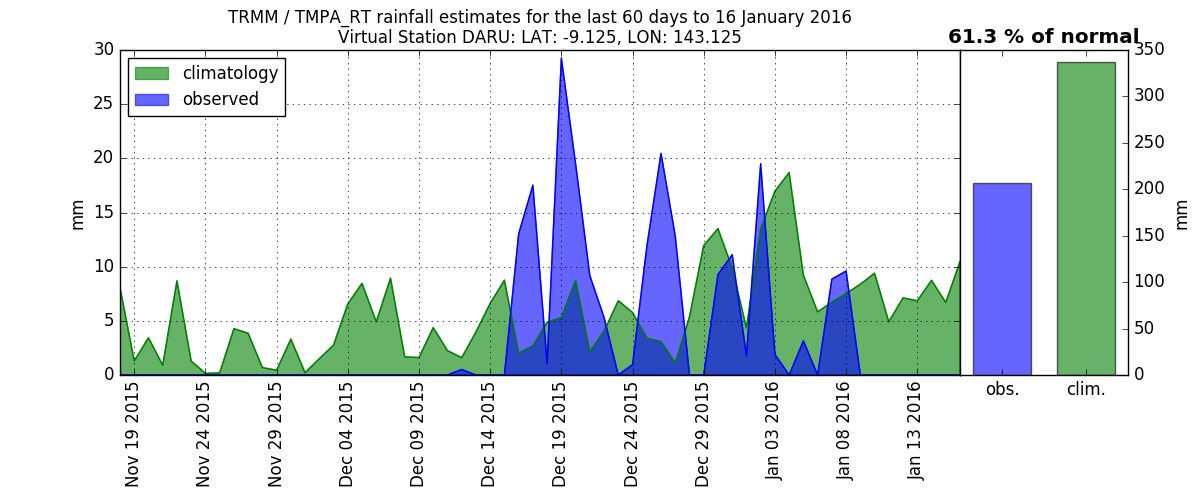 TRMM / TMPA_RT rainfall estimates for the last 60 days to 16 January 2016
Virtual Station DARU: LAT: -9.125, LON: 143.125
61.3 % of normal
climatology
observed
30
25
20
15
10
5
0
mm
Nov 19 2015
Nov 24 2015
Nov 29 2015
Dec 04 2015
Dec 09 2015
Dec 14 2015
Dec 19 2015
Dec 24 2015
Dec 29 2015
Jan 03 2016
Jan 08 2016
Jan 13 2016
obs.
clim.
350
300
250
200
150
100
50
0
mm